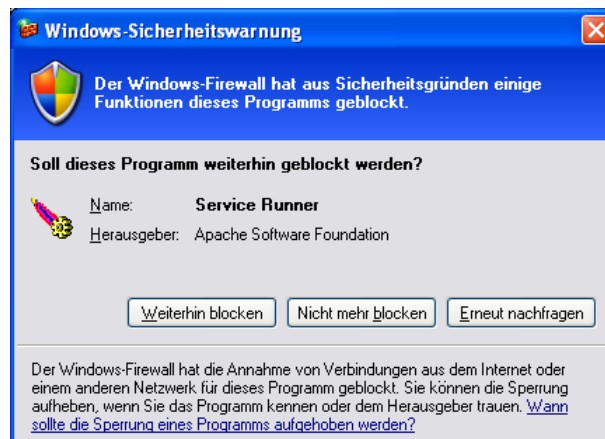 Windows-Sicherheitswarnung
Der Windows-Firewall hat aus Sicherheitsgründen einige
Funktionen dieses Programms geblockt.
Soll dieses Programm weiterhin geblockt werden?
Name: Service Runner
Herausgeber: Apache Software Foundation
Weiterhin blocken Nicht mehr blocken Erneut nachfragen
Der Windows-Firewall hat die Annahme von Verbindungen aus dem Internet oder
einem anderen Netzwerk für dieses Programm geblockt. Sie können die Sperrung
aufheben, wenn Sie das Programm kennen oder dem Herausgeber trauen. Wann
sollte die Sperrung eines Programms aufgehoben werden?